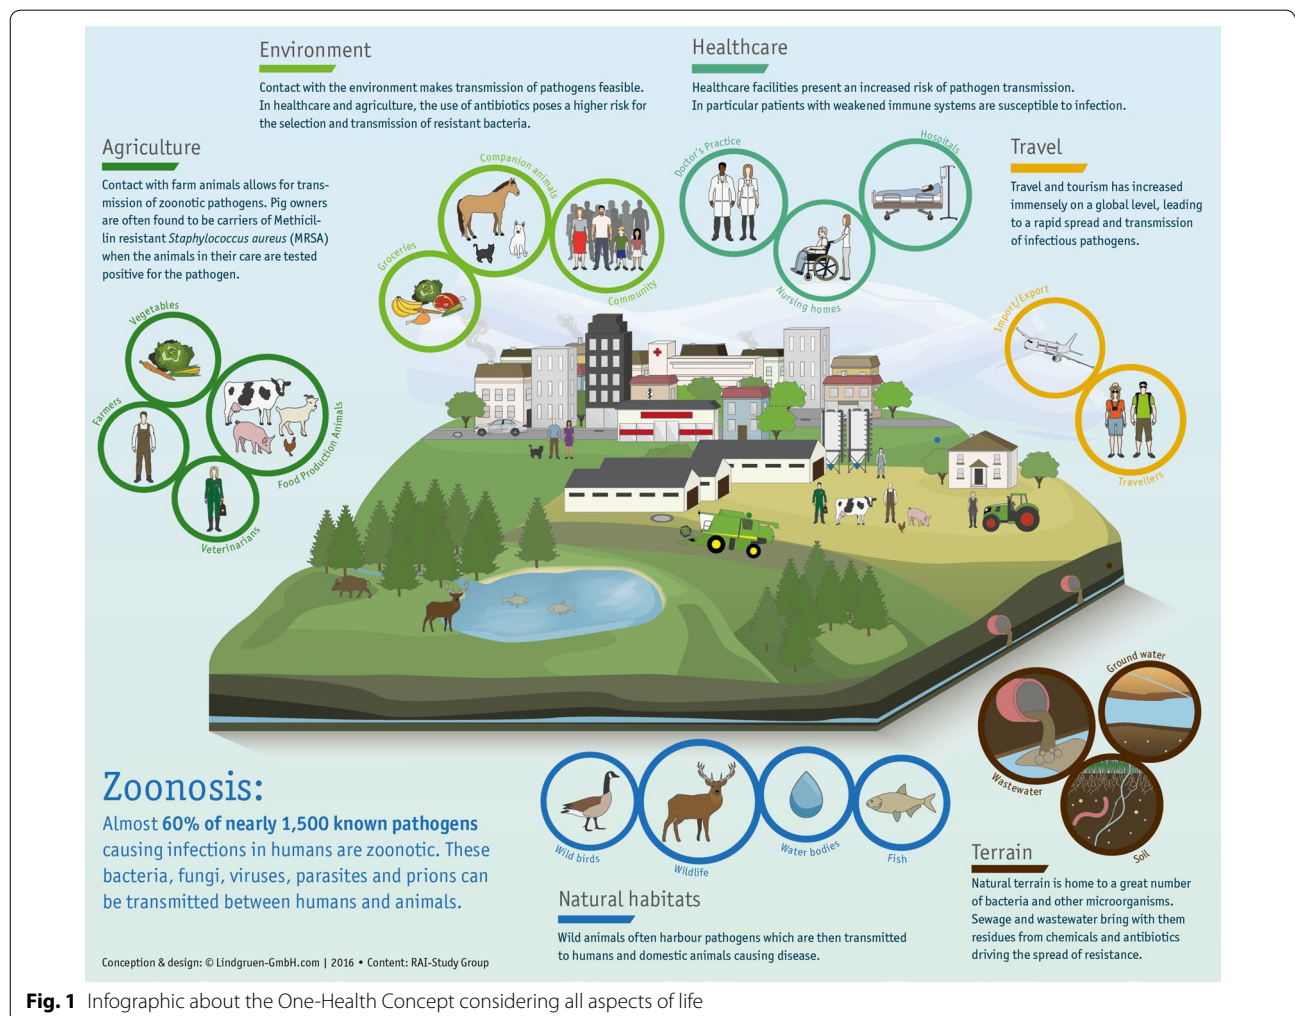 Environment
Contact with the environment makes transmission of pathogens feasible.
In healthcare and agriculture, the use of antibiotics poses a higher risk for
the selection and transmission of resistant bacteria.
Healthcare
Healthcare facilities present an increased risk of pathogen transmission.
In particular patients with weakened immune systems are susceptible to infection.
Agriculture
Contact with farm animals allows for trans-
mission of zoonotic pathogens. Pig owners
are often found to be carriers of Methicil-
lin resistant Staphylococcus aureus (MRSA)
when the animals in their care are tested
positive for the pathogen.
Travel
Travel and tourism has increased
immensely on a global level, leading
to a rapid spread and transmission
of infectious pathogens.
Groceries
Companion animals
Community
Doctor's Practice
Nursing homes
Hospitals
Import/Export
Travellers
Vegetables
Farmers
Food Production Animals
Veterinarians
Zoonosis:
Almost 60% of nearly 1,500 known pathogens
causing infections in humans are zoonotic. These
bacteria, fungi, viruses, parasites and prions can
be transmitted between humans and animals.
Wild birds
Wildlife
Water bodies
Fish
Natural habitats
Wild animals often harbour pathogens which are then transmitted
to humans and domestic animals causing disease.
Ground water
Wastewater
Soil
Terrain
Natural terrain is home to a great number
of bacteria and other microorganisms.
Sewage and wastewater bring with them
residues from chemicals and antibiotics
driving the spread of resistance.
Conception & design: © Lindgruen-GmbH.com | 2016 • Content: RAI-Study Group
Fig. 1 Infographic about the One-Health Concept considering all aspects of life